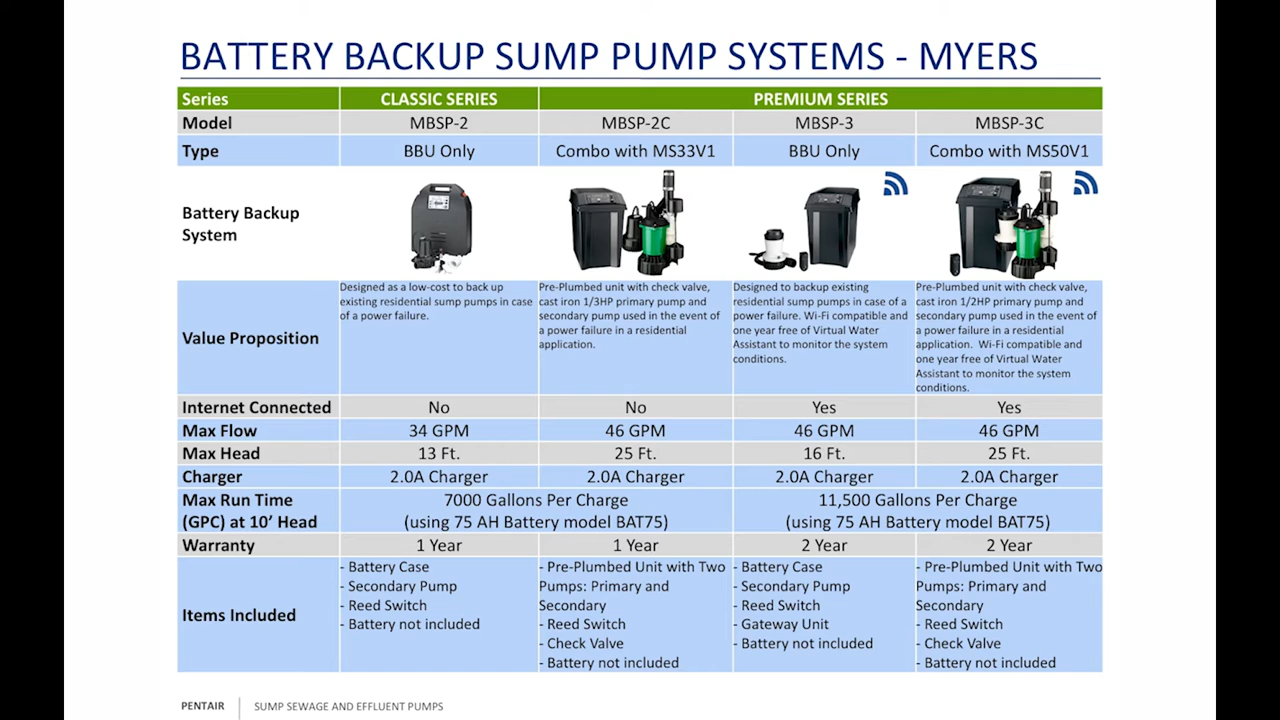 BATTERY BACKUP SUMP PUMP SYSTEMS - MYERS
Series CLASSIC SERIES PREMIUM SERIES
Model MBSP-2 MBSP-2C MBSP-3 MBSP-3C
Type BBU Only Combo with MS33V1 BBU Only Combo with MS50V1
Battery Backup
System
Value Proposition
Designed as a low-cost to back up
existing residential sump pumps in case
of a power failure.
Pre-Plumbed unit with check valve,
cast iron 1/3HP primary pump and
secondary pump used in the event of
a power failure in a residential
application.
Designed to backup existing
residential sump pumps in case of a
power failure. Wi-Fi compatible and
one year free of Virtual Water
Assistant to monitor the system
conditions.
Pre-Plumbed unit with check valve,
cast iron 1/2HP primary pump and
secondary pump used in the event of
a power failure in a residential
application. Wi-Fi compatible and
one year free of Virtual Water
Assistant to monitor the system
conditions.
Internet Connected No No Yes Yes
Max Flow 34 GPM 46 GPM 46 GPM 46 GPM
Max Head 13 Ft. 25 Ft. 16 Ft. 25 Ft.
Charger 2.0A Charger 2.0A Charger 2.0A Charger 2.0A Charger
Max Run Time
(GPC) at 10' Head
7000 Gallons Per Charge
(using 75 AH Battery model BAT75)
11,500 Gallons Per Charge
(using 75 AH Battery model BAT75)
Warranty 1 Year 1 Year 2 Year 2 Year
Items Included
- Battery Case
- Secondary Pump
- Reed Switch
- Battery not included
- Pre-Plumbed Unit with Two
Pumps: Primary and
Secondary
- Reed Switch
- Check Valve
- Battery not included
- Battery Case
- Secondary Pump
- Reed Switch
- Gateway Unit
- Battery not included
- Pre-Plumbed Unit with Two
Pumps: Primary and
Secondary
- Reed Switch
- Check Valve
- Battery not included
PENTAIR SUMP SEWAGE AND EFFLUENT PUMPS